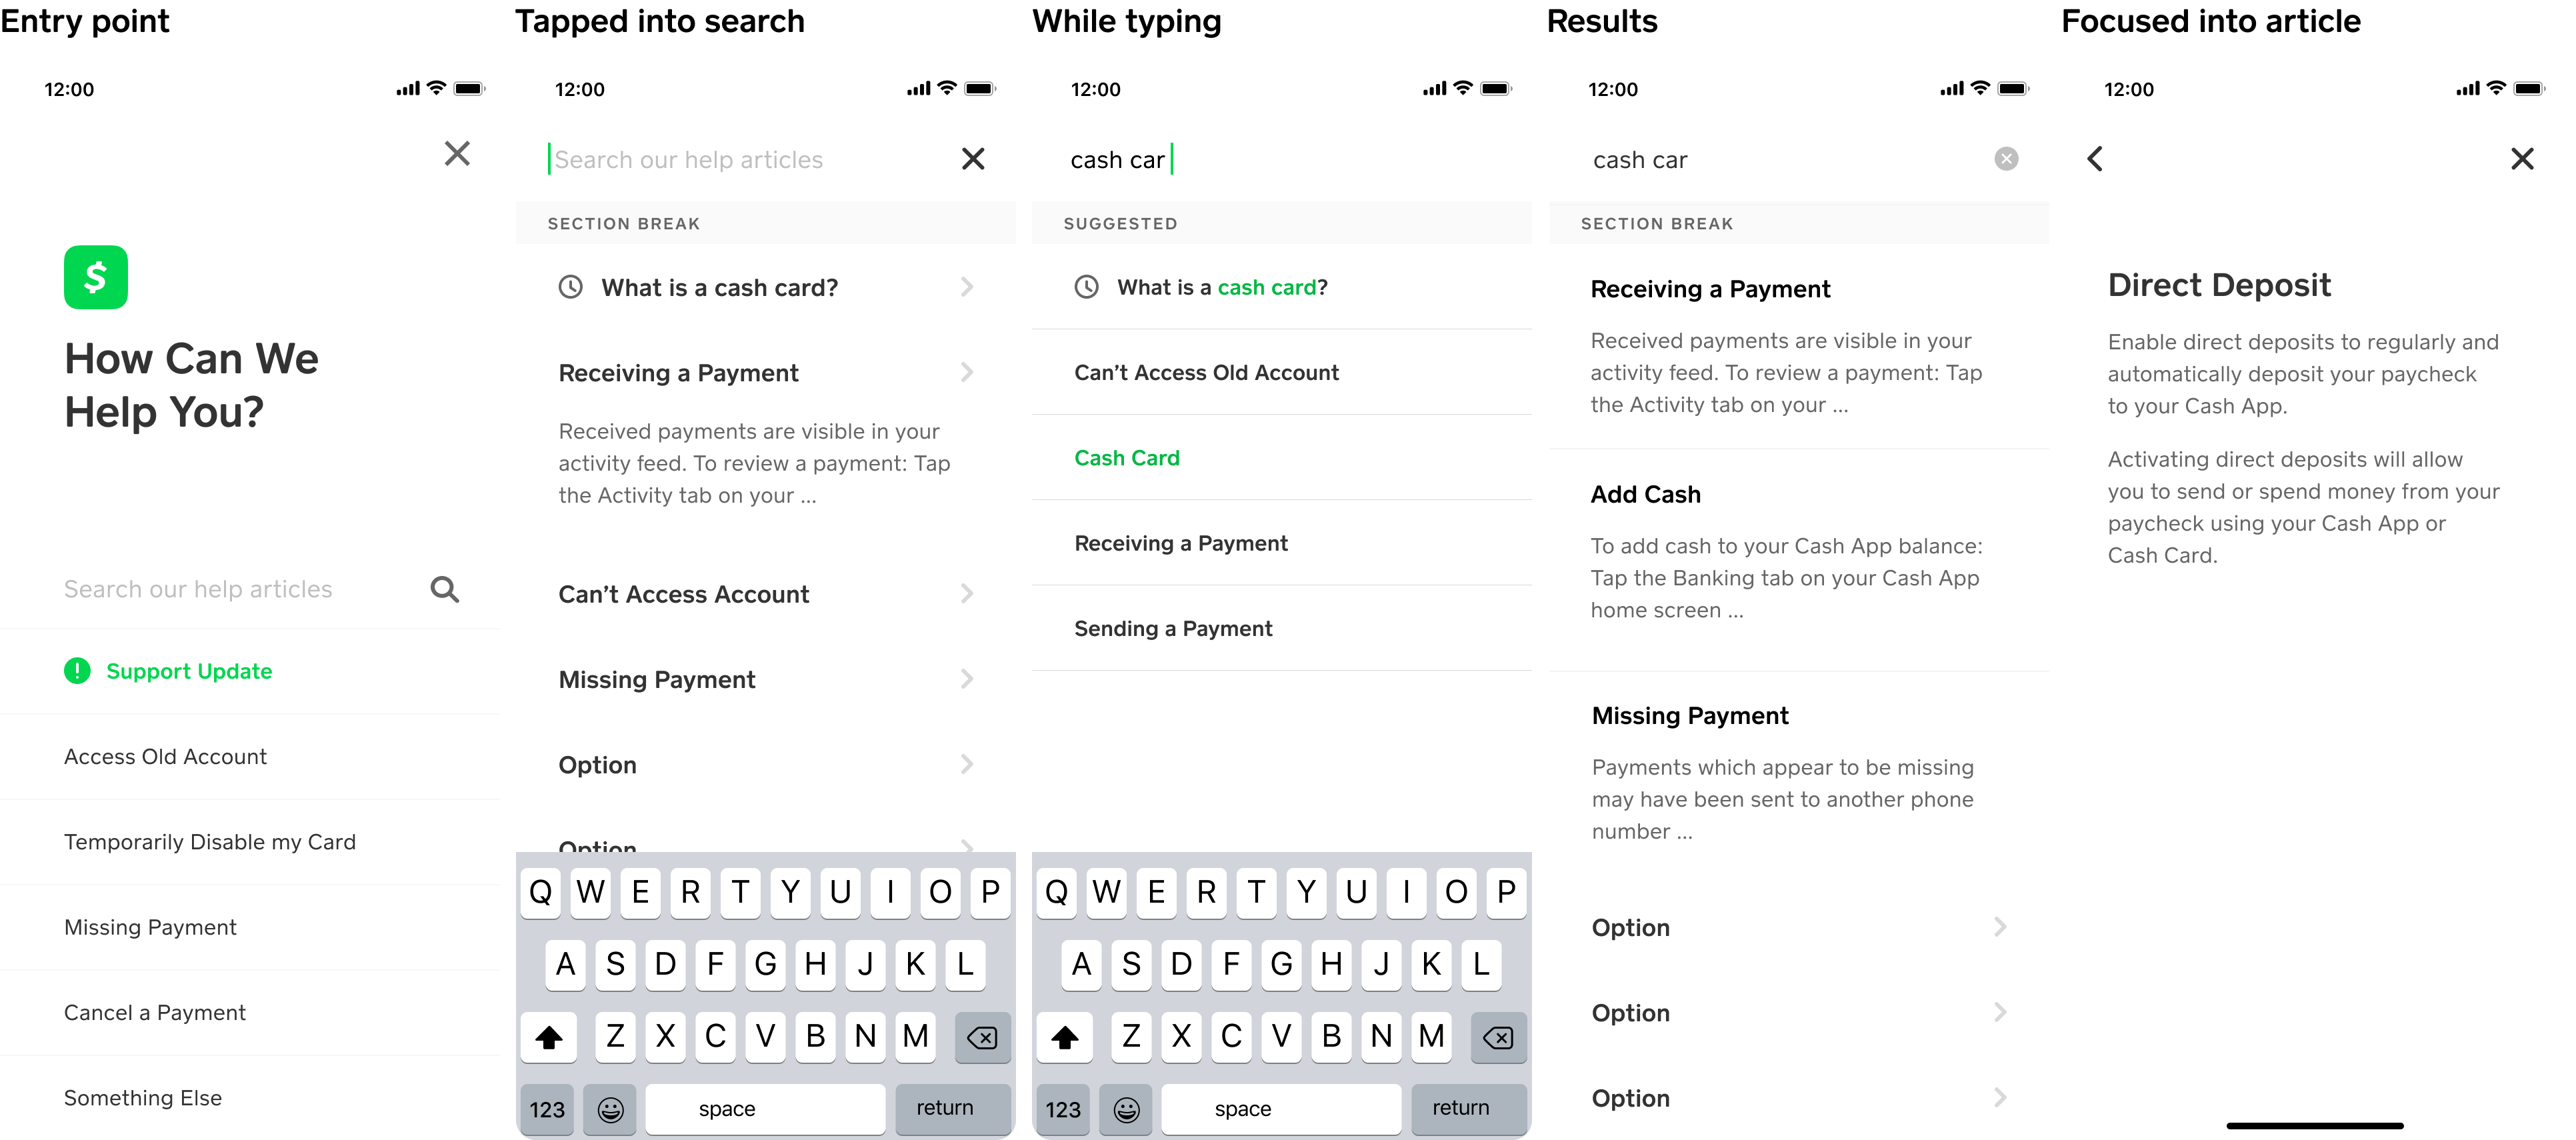 Entry point
12:00
$
How Can We
Help You?
Search our help articles
Support Update
Access Old Account
Temporarily Disable my Card
Missing Payment
Cancel a Payment
Something Else
Tapped into search
12:00
Search our help articles
SECTION BREAK
What is a cash card?
Receiving a Payment
Received payments are visible in your
activity feed. To review a payment: Tap
the Activity tab on your ...
Can’t Access Account
Missing Payment
Option
Option
Q W E R T Y U I O P
A S D F G H J K L
Z X C V B N M
123 space return
While typing
12:00
cash car
SUGGESTED
What is a cash card?
Can’t Access Old Account
Cash Card
Receiving a Payment
Sending a Payment
Q W E R T Y U I O P
A S D F G H J K L
Z X C V B N M
123 space return
Results
12:00
cash car
SECTION BREAK
Receiving a Payment
Received payments are visible in your
activity feed. To review a payment: Tap
the Activity tab on your ...
Add Cash
To add cash to your Cash App balance:
Tap the Banking tab on your Cash App
home screen ...
Missing Payment
Payments which appear to be missing
may have been sent to another phone
number ...
Option
Option
Option
Focused into article
12:00
Direct Deposit
Enable direct deposits to regularly and
automatically deposit your paycheck
to your Cash App.
Activating direct deposits will allow
you to send or spend money from your
paycheck using your Cash App or
Cash Card.